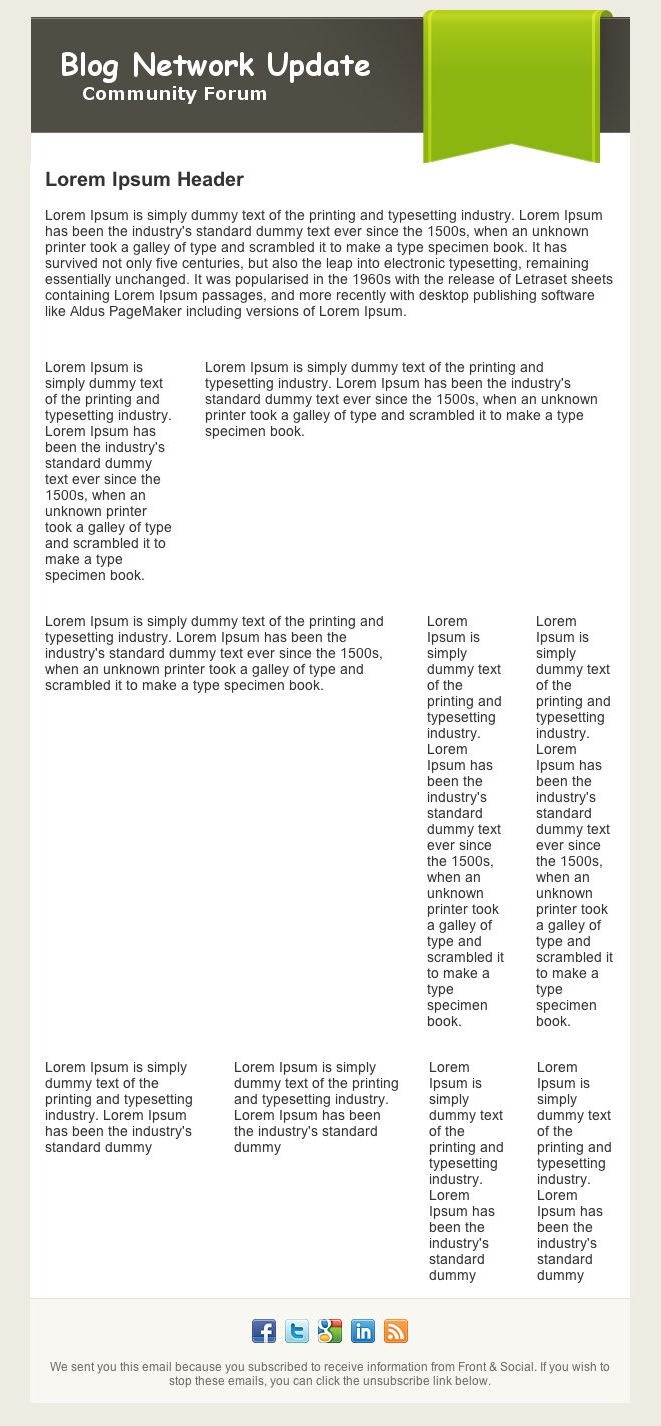 Blog Network Update
Community Forum
Lorem Ipsum Header
Lorem Ipsum is simply dummy text of the printing and typesetting industry. Lorem Ipsum
has been the industry's standard dummy text ever since the 1500s, when an unknown
printer took a galley of type and scrambled it to make a type specimen book. It has
survived not only five centuries, but also the leap into electronic typesetting, remaining
essentially unchanged. It was popularised in the 1960s with the release of Letraset sheets
containing Lorem Ipsum passages, and more recently with desktop publishing software
like Aldus PageMaker including versions of Lorem Ipsum.
Lorem Ipsum is
simply dummy text
of the printing and
typesetting industry.
Lorem Ipsum has
been the industry's
standard dummy
text ever since the
1500s, when an
unknown printer
took a galley of type
and scrambled it to
make a type
specimen book.
Lorem Ipsum is simply dummy text of the printing and
typesetting industry. Lorem Ipsum has been the industry's
standard dummy text ever since the 1500s, when an unknown
printer took a galley of type and scrambled it to make a type
specimen book.
Lorem Ipsum is simply dummy text of the printing and
typesetting industry. Lorem Ipsum has been the
industry's standard dummy text ever since the 1500s,
when an unknown printer took a galley of type and
scrambled it to make a type specimen book.
Lorem
Ipsum is
simply
dummy text
of the
printing and
typesetting
industry.
Lorem
Ipsum has
been the
industry's
standard
dummy text
ever since
the 1500s,
when an
unknown
printer took
a galley of
type and
scrambled it
to make a
type
specimen
book.
Lorem
Ipsum is
simply
dummy text
of the
printing and
typesetting
industry.
Lorem
Ipsum has
been the
industry's
standard
dummy text
ever since
the 1500s,
when an
unknown
printer took
a galley of
type and
scrambled it
to make a
type
specimen
book.
Lorem Ipsum is simply
dummy text of the
printing and typesetting
industry. Lorem Ipsum
has been the industry's
standard dummy
Lorem Ipsum is simply
dummy text of the printing
and typesetting industry.
Lorem Ipsum has been
the industry's standard
dummy
Lorem
Ipsum is
simply
dummy text
of the
printing and
typesetting
industry.
Lorem
Ipsum has
been the
industry's
standard
dummy
Lorem
Ipsum is
simply
dummy text
of the
printing and
typesetting
industry.
Lorem
Ipsum has
been the
industry's
standard
dummy
We sent you this email because you subscribed to receive information from Front & Social. If you wish to
stop these emails, you can click the unsubscribe link below.